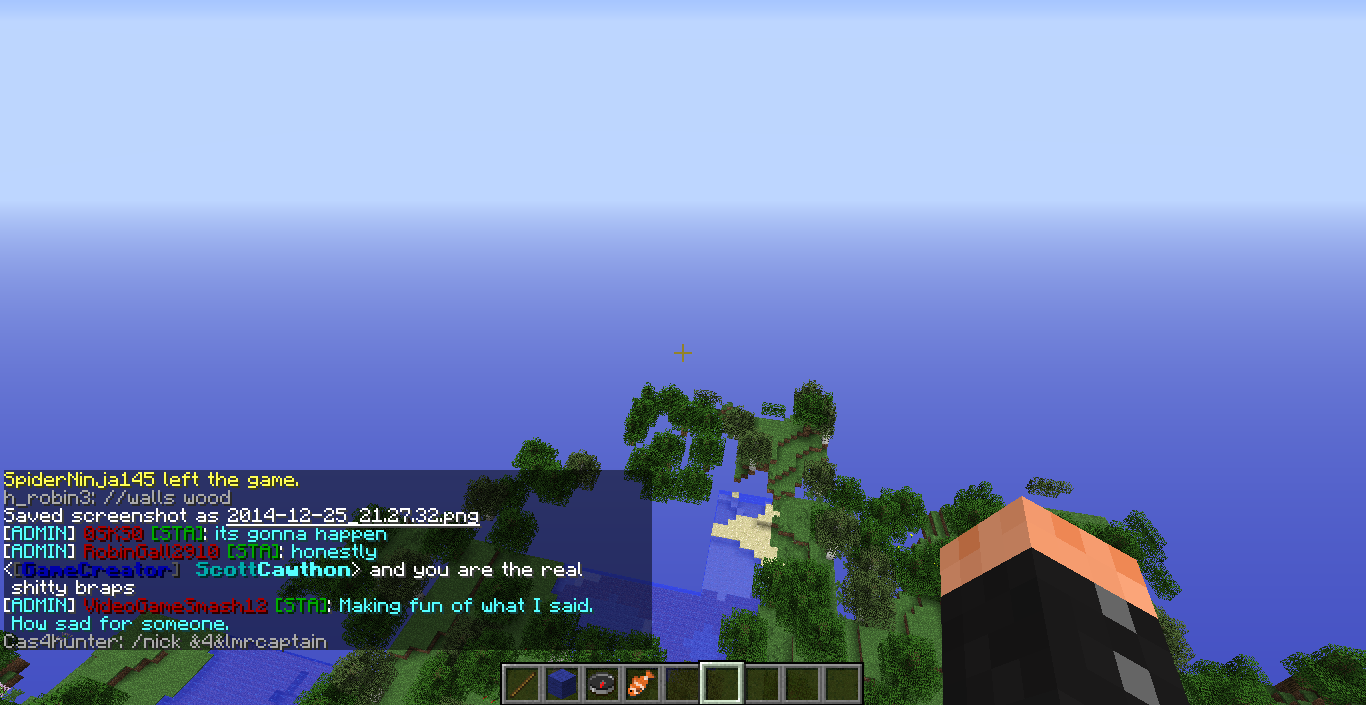 SpiderNinja145 left the game.
h_robin3: //walls wood
Saved screenshot as 2014-12-25_21.27.32.png
[ADMIN] 0SKS0 [STA]: its gonna happen
[ADMIN] RobinGall2910 [STA]: honestly
<[GameCreator] ScottCawthon> and you are the real
shitty braps
[ADMIN] VideoGameSmash12 [STA]: Making fun of what I said.
How sad for someone.
Cas4hunter: /nick &4&lmrcaptain